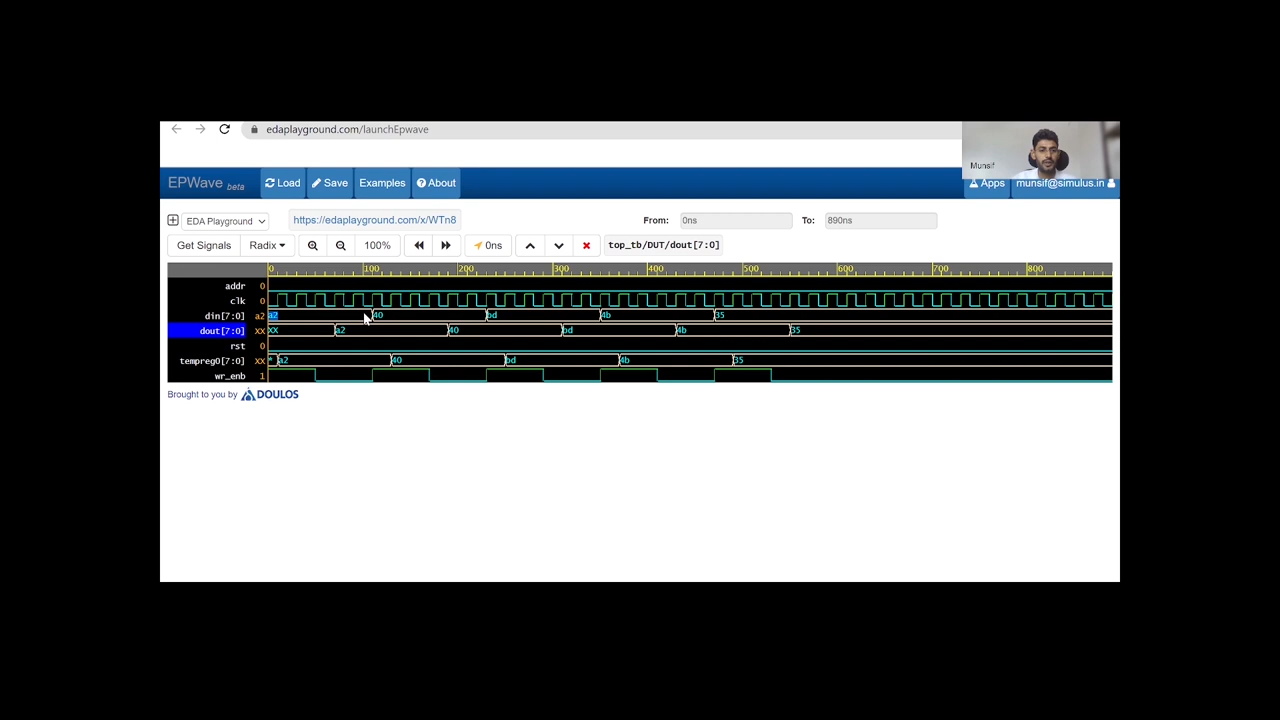 edaplayground.com/launchEpwave
Munsif
EPWave beta Load Save Examples About Apps munsif@simulus.in
EDA Playground https://edaplayground.com/x/WTn8 From: 0ns To: 890ns
Get Signals Radix 100% 0ns top_tb/DUT/dout[7:0]
0 100 200 300 400 500 600 700 800
addr 0
clk 0
din[7:0] a2 a2 40 bd 4b 35
dout[7:0] XX XX a2 40 bd 4b 35
rst 0
tempreg0[7:0] XX * a2 40 bd 4b 35
wr_enb 1
Brought to you by DOULOS